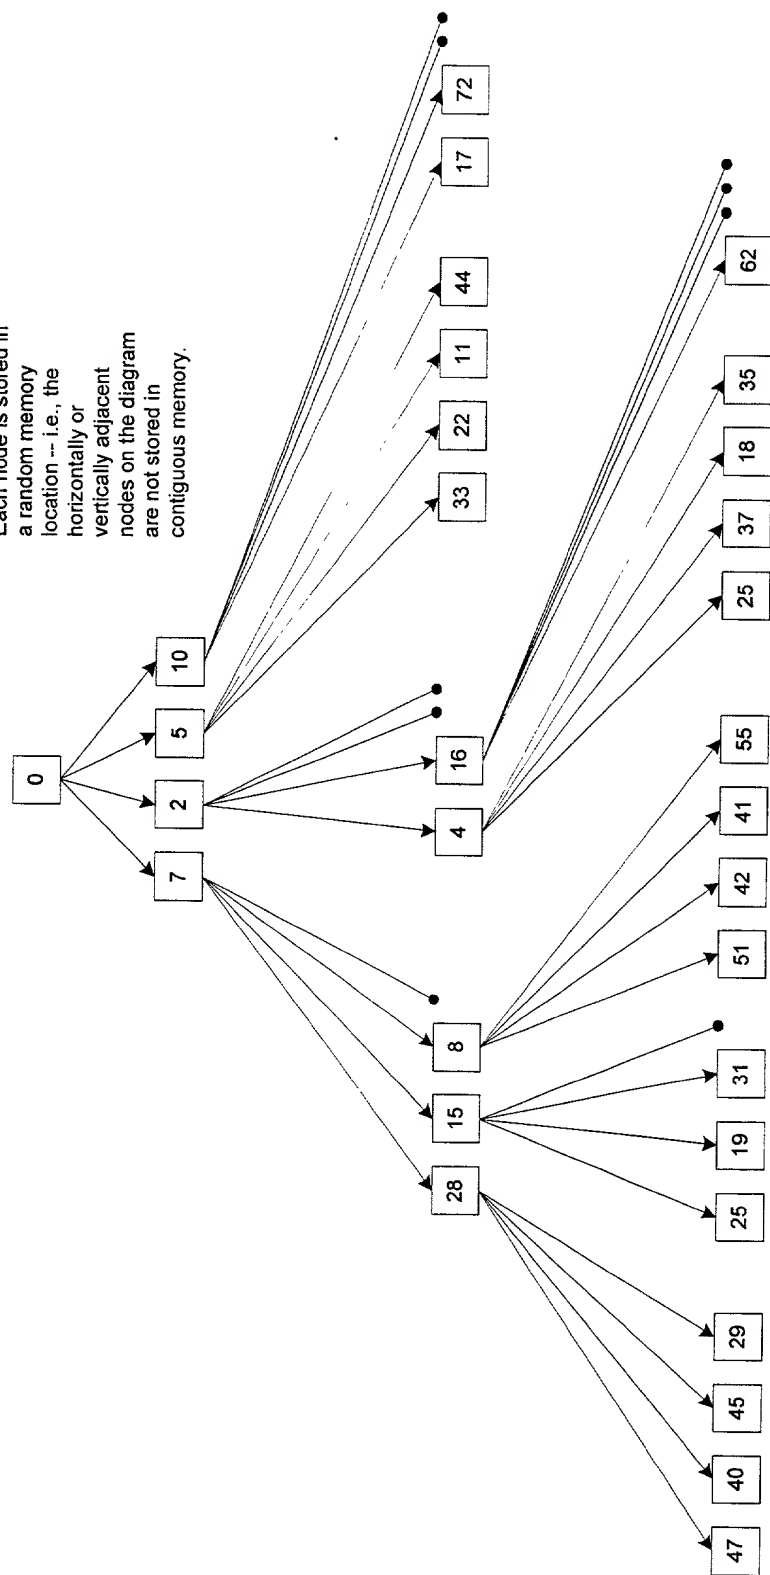 Each node is stored in
a random memory
location -- i.e., the
horizontally or
vertically adjacent
nodes on the diagram
are not stored in
contiguous memory.
0
7 2 5 10
28 15 8 4 16 33 22 11 44 17 72
47 40 45 29 25 19 31 51 42 41 55 25 37 18 35 62